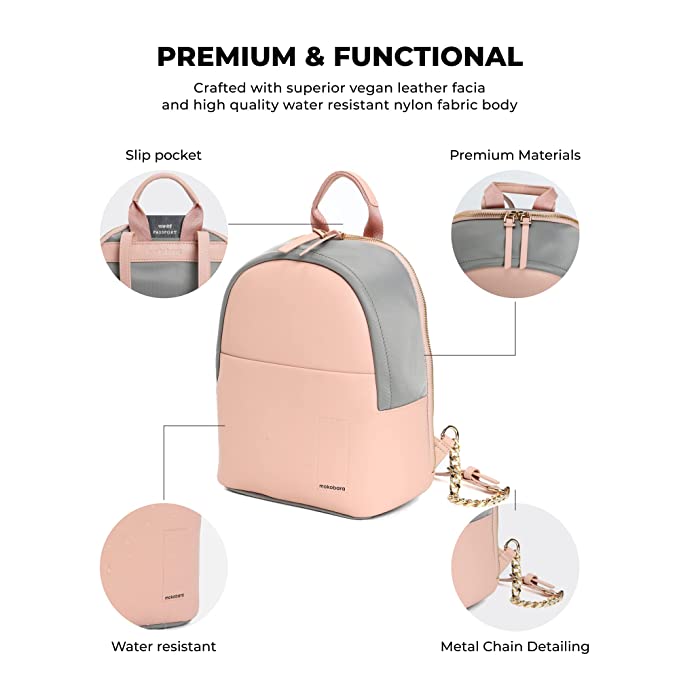 PREMIUM & FUNCTIONAL
Crafted with superior vegan leather facia
and high quality water resistant nylon fabric body
Slip pocket
Premium Materials
PASSPORT
mokobara
mokobara
Water resistant
Metal Chain Detailing